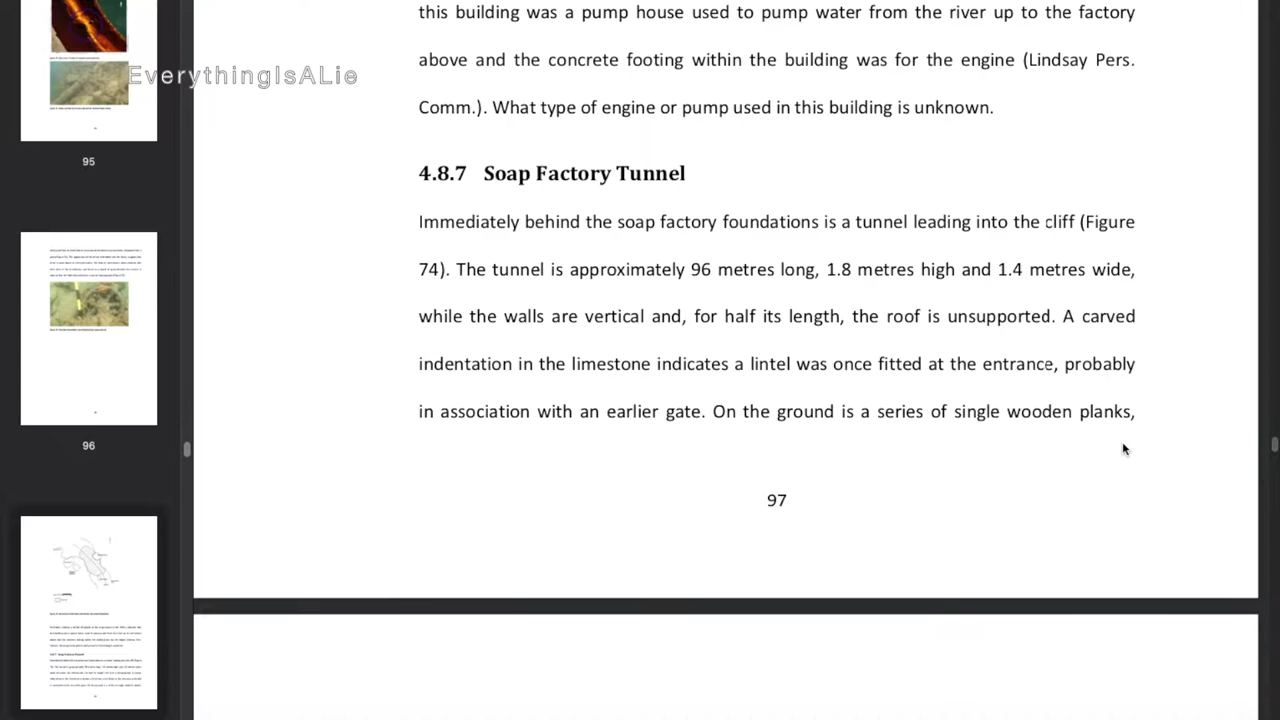 this building was a pump house used to pump water from the river up to the factory
above and the concrete footing within the building was for the engine (Lindsay Pers.
Comm.). What type of engine or pump used in this building is unknown.
4.8.7 Soap Factory Tunnel
Immediately behind the soap factory foundations is a tunnel leading into the cliff (Figure
74). The tunnel is approximately 96 metres long, 1.8 metres high and 1.4 metres wide,
while the walls are vertical and, for half its length, the roof is unsupported. A carved
indentation in the limestone indicates a lintel was once fitted at the entrance, probably
in association with an earlier gate. On the ground is a series of single wooden planks,
97
EverythingIsALie
95
96